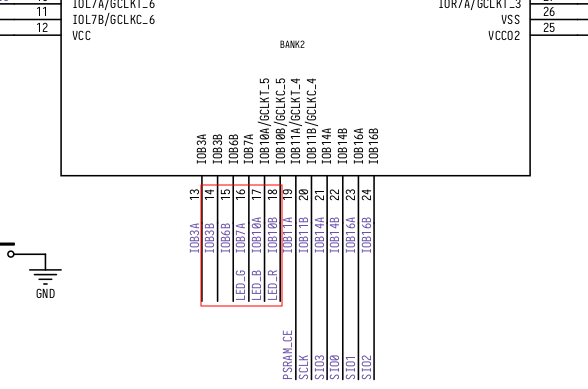 IOL7A/GCLKT_6
11
IOL7B/GCLKC_6
12
VCC
IOR7A/GCLKT_3
26
VSS
25
VCCO2
BANK2
IOB3A
IOB3B
IOB6B
IOB7A
IOB10A/GCLKT_5
IOB10B/GCLKC_5
IOB11A/GCLKT_4
IOB11B/GCLKC_4
IOB14A
IOB14B
IOB16A
IOB16B
13
14
15
16
17
18
19
20
21
22
23
24
IOB3A
IOB3B
IOB6B
IOB7A
IOB10A
IOB10B
IOB11A
IOB11B
IOB14A
IOB14B
IOB16A
IOB16B
LED_G
LED_B
LED_R
PSRAM_CE
SCLK
SIO3
SIO0
SIO1
SIO2
GND